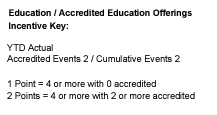 Education / Accredited Education Offerings
Incentive Key:
YTD Actual
Accredited Events 2 / Cumulative Events 2
1 Point = 4 or more with 0 accredited
2 Points = 4 or more with 2 or more accredited